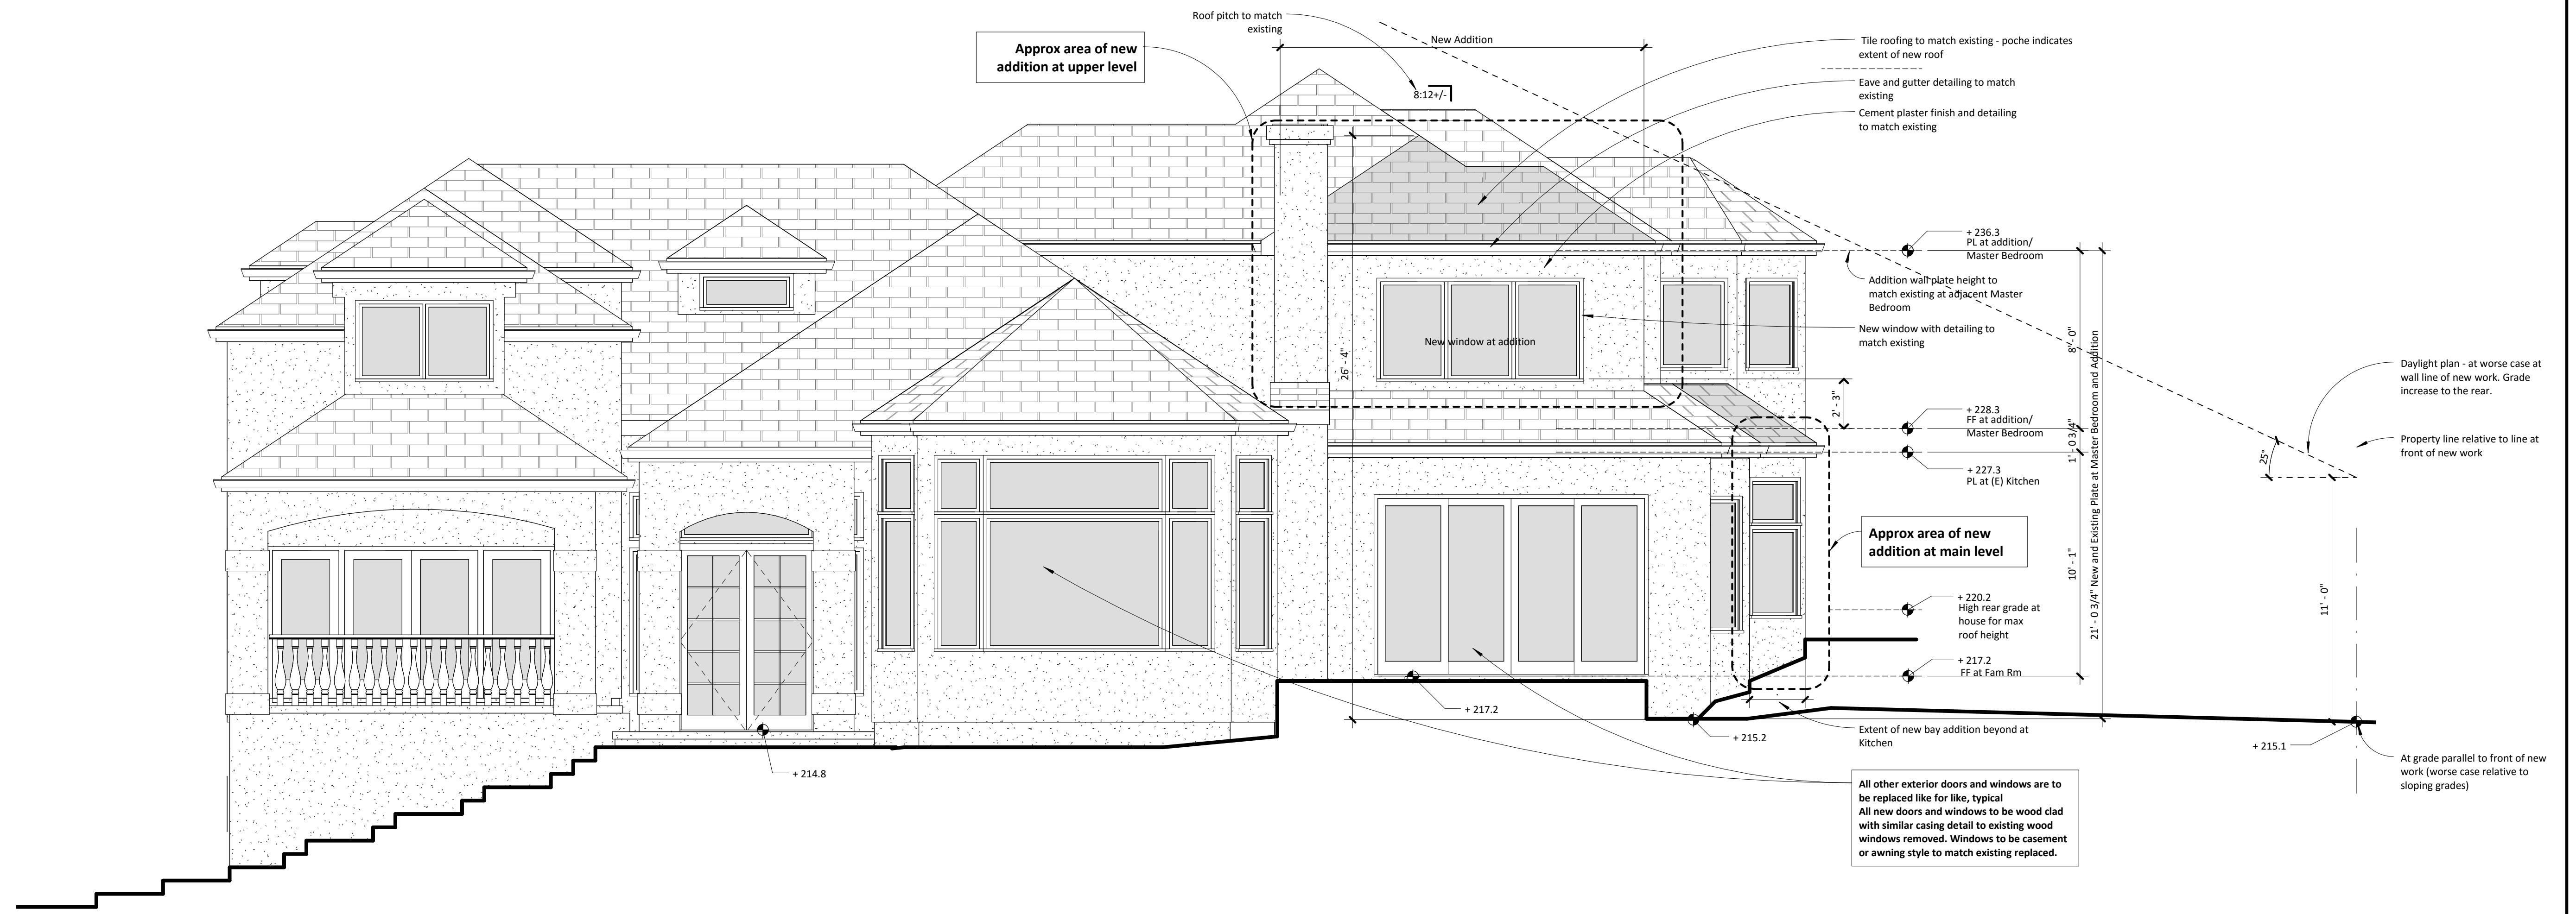 Roof pitch to match
existing
Approx area of new
addition at upper level
New Addition
8:12+/-
Tile roofing to match existing - poche indicates
extent of new roof
Eave and gutter detailing to match
existing
Cement plaster finish and detailing
to match existing
+ 236.3
PL at addition/
Master Bedroom
Addition wall plate height to
match existing at adjacent Master
Bedroom
New window with detailing to
match existing
New window at addition
26' - 4"
8' - 0"
2' - 3"
+ 228.3
FF at addition/
Master Bedroom
1' - 0 3/4"
+ 227.3
PL at (E) Kitchen
21' - 0 3/4" New and Existing Plate at Master Bedroom and Addition
10' - 1"
Daylight plan - at worse case at
wall line of new work. Grade
increase to the rear.
Property line relative to line at
front of new work
25°
11' - 0"
Approx area of new
addition at main level
+ 220.2
High rear grade at
house for max
roof height
+ 217.2
FF at Fam Rm
+ 217.2
+ 215.2
Extent of new bay addition beyond at
Kitchen
+ 215.1
+ 214.8
At grade parallel to front of new
work (worse case relative to
sloping grades)
All other exterior doors and windows are to
be replaced like for like, typical
All new doors and windows to be wood clad
with similar casing detail to existing wood
windows removed. Windows to be casement
or awning style to match existing replaced.